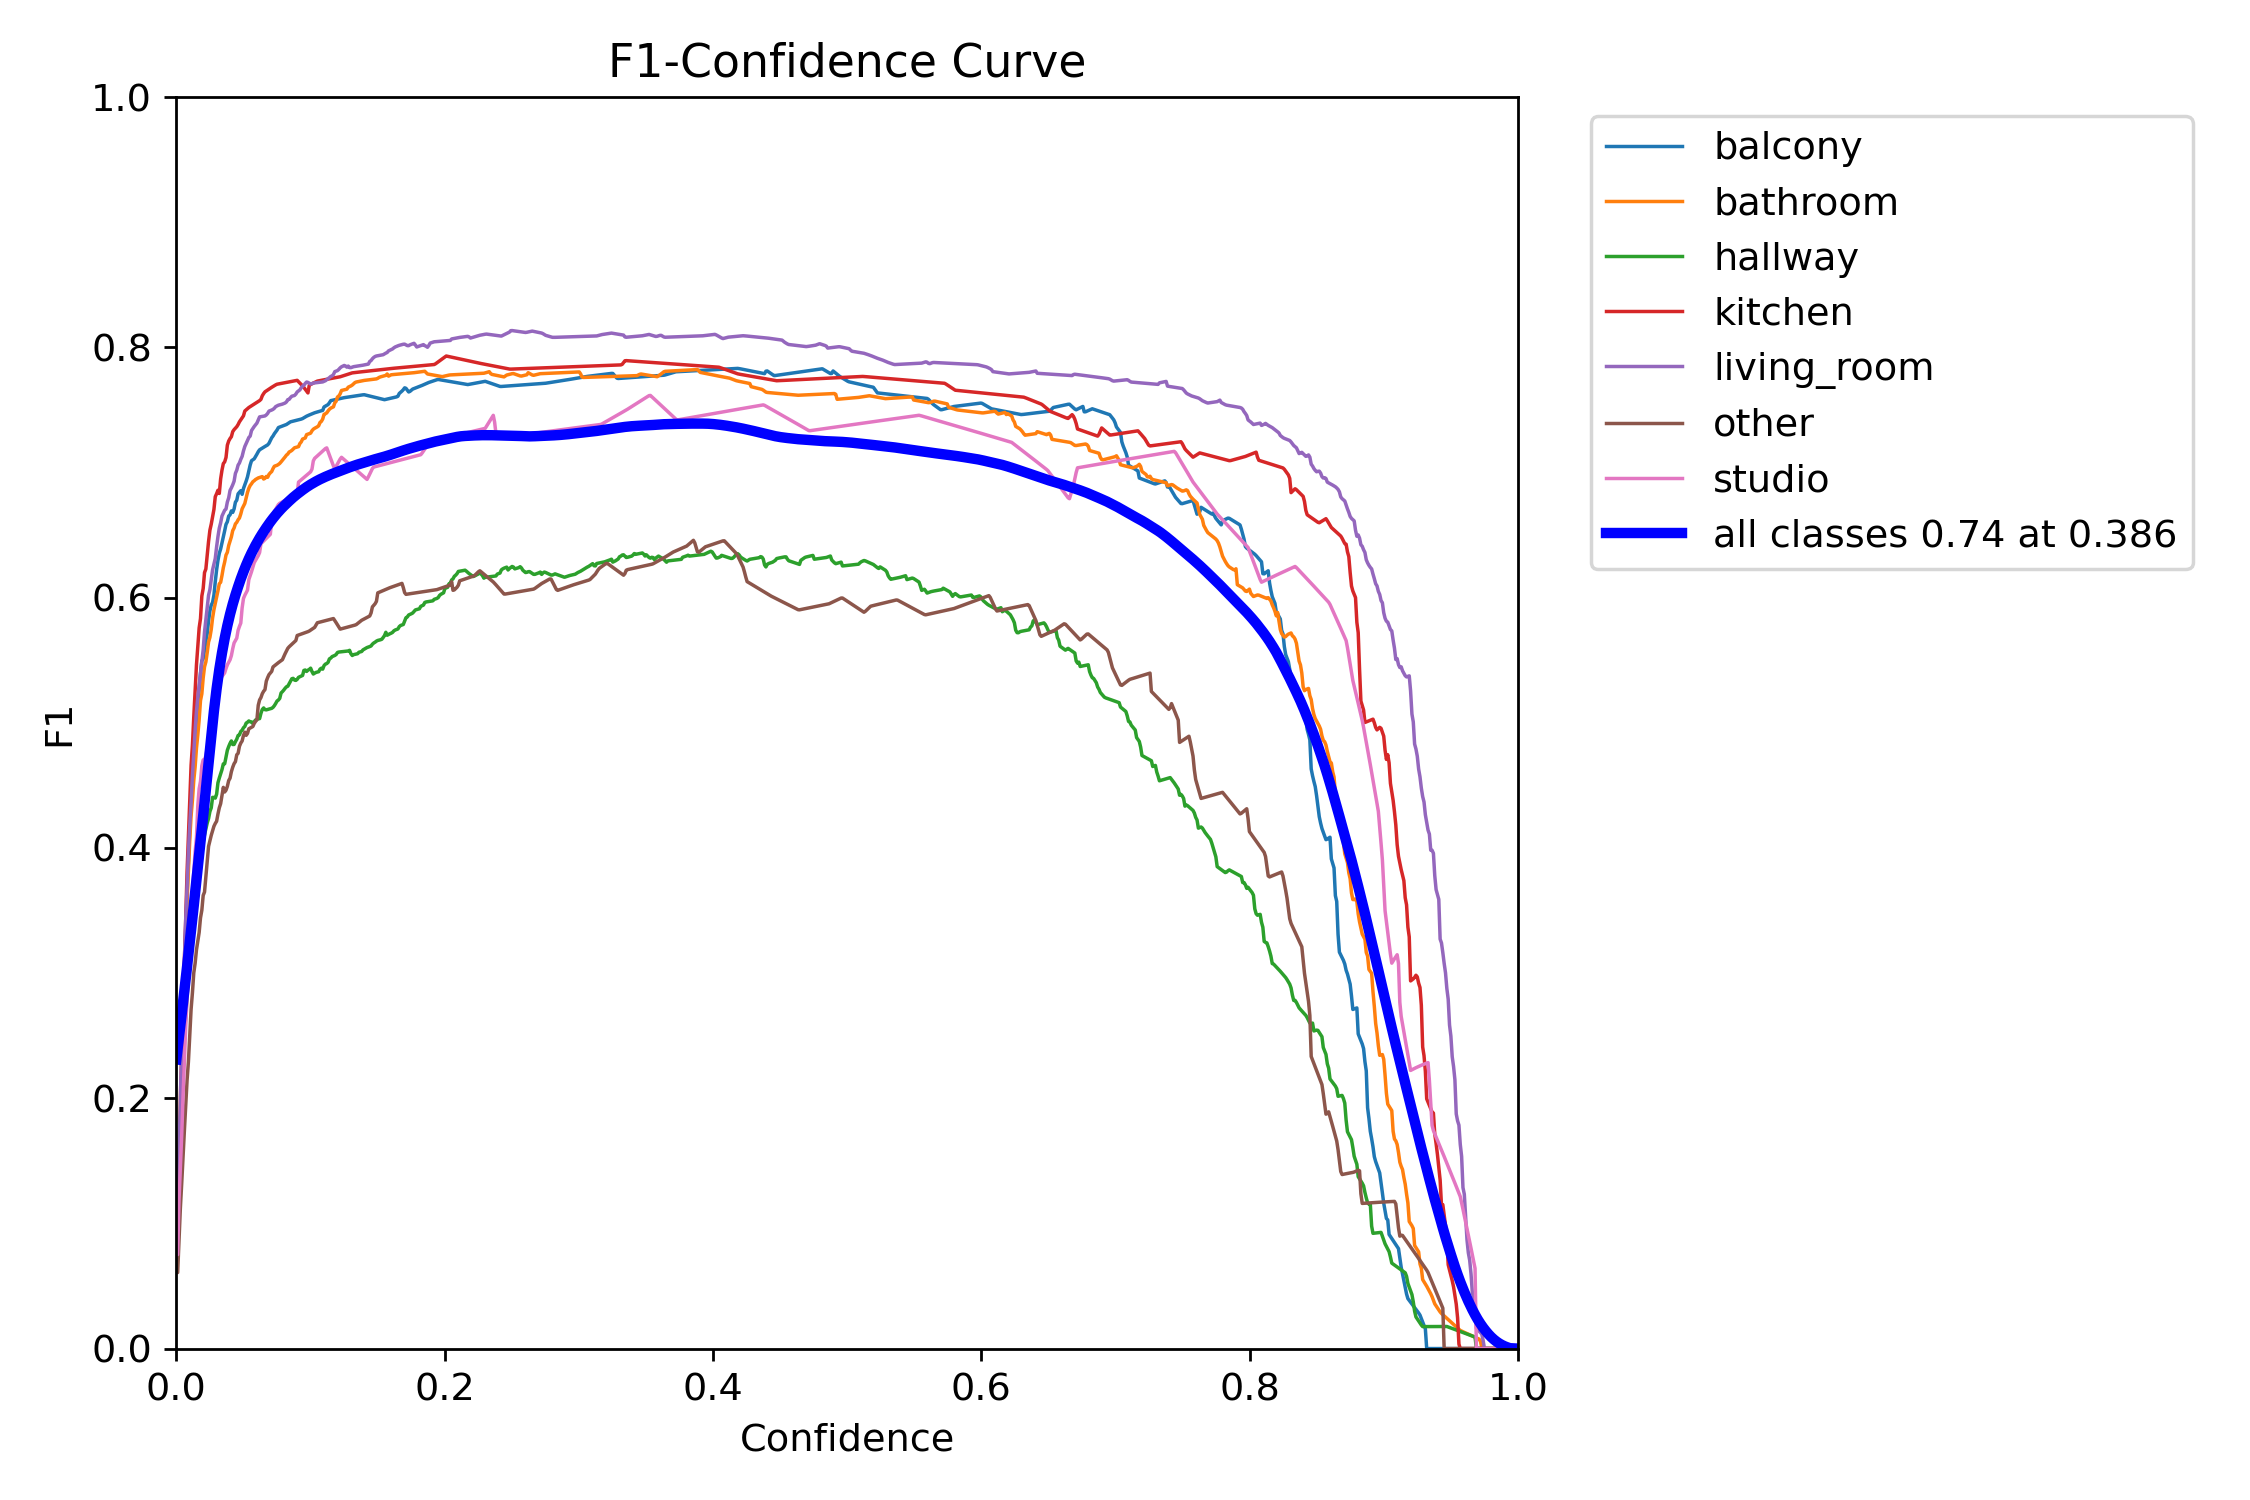 F1-Confidence Curve
1.0
0.8
0.6
0.4
0.2
0.0
F1
0.0 0.2 0.4 0.6 0.8 1.0
Confidence
balcony
bathroom
hallway
kitchen
living_room
other
studio
all classes 0.74 at 0.386